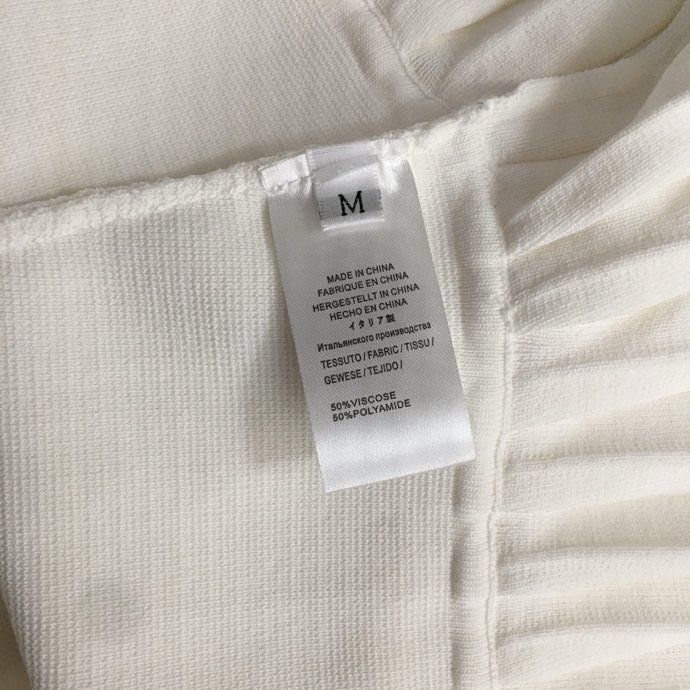 M
MADE IN CHINA
FABRIQUE EN CHINA
HERGESTELLT IN CHINA
HECHO EN CHINA
イタリア製
Итальянского производства
TESSUTO / FABRIC / TISSU /
GEWESE / TEJIDO /
50%VISCOSE
50%POLYAMIDE